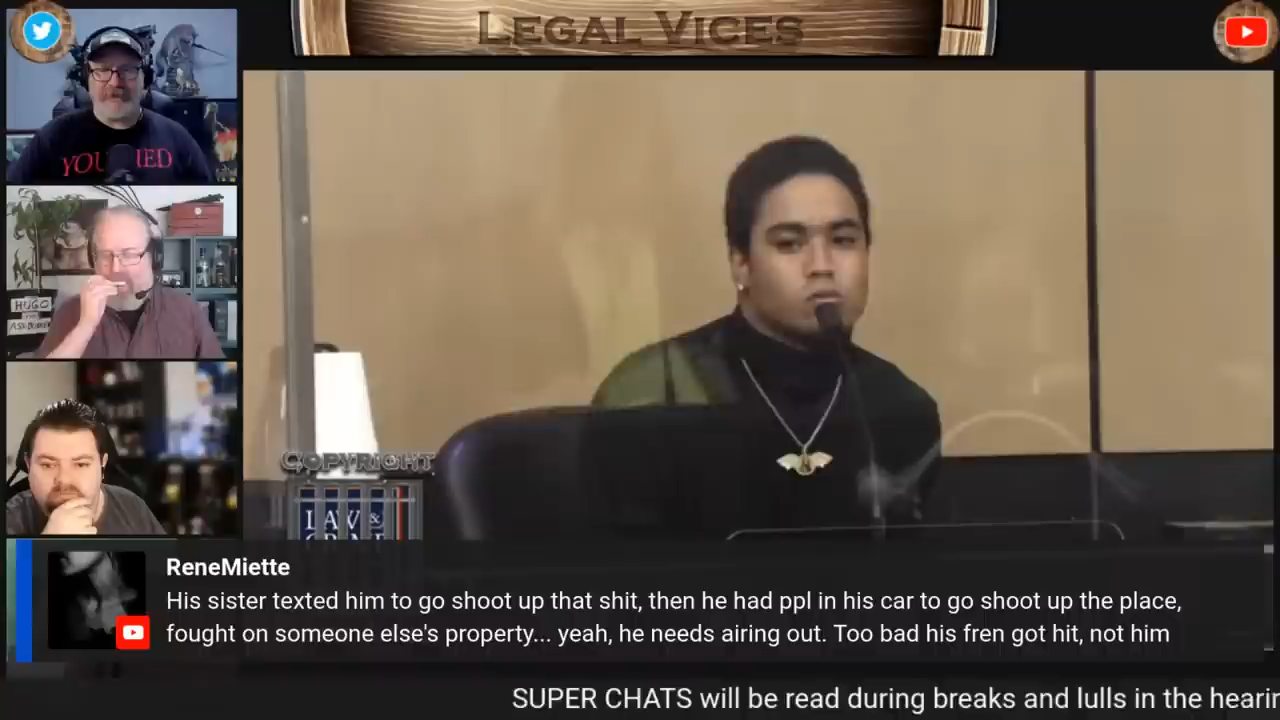 LEGAL VICES
YOU DIED
HUGO
COPYRIGHT
LAW &
ReneMiette
His sister texted him to go shoot up that shit, then he had ppl in his car to go shoot up the place,
fought on someone else's property... yeah, he needs airing out. Too bad his fren got hit, not him
SUPER CHATS will be read during breaks and lulls in the hearin